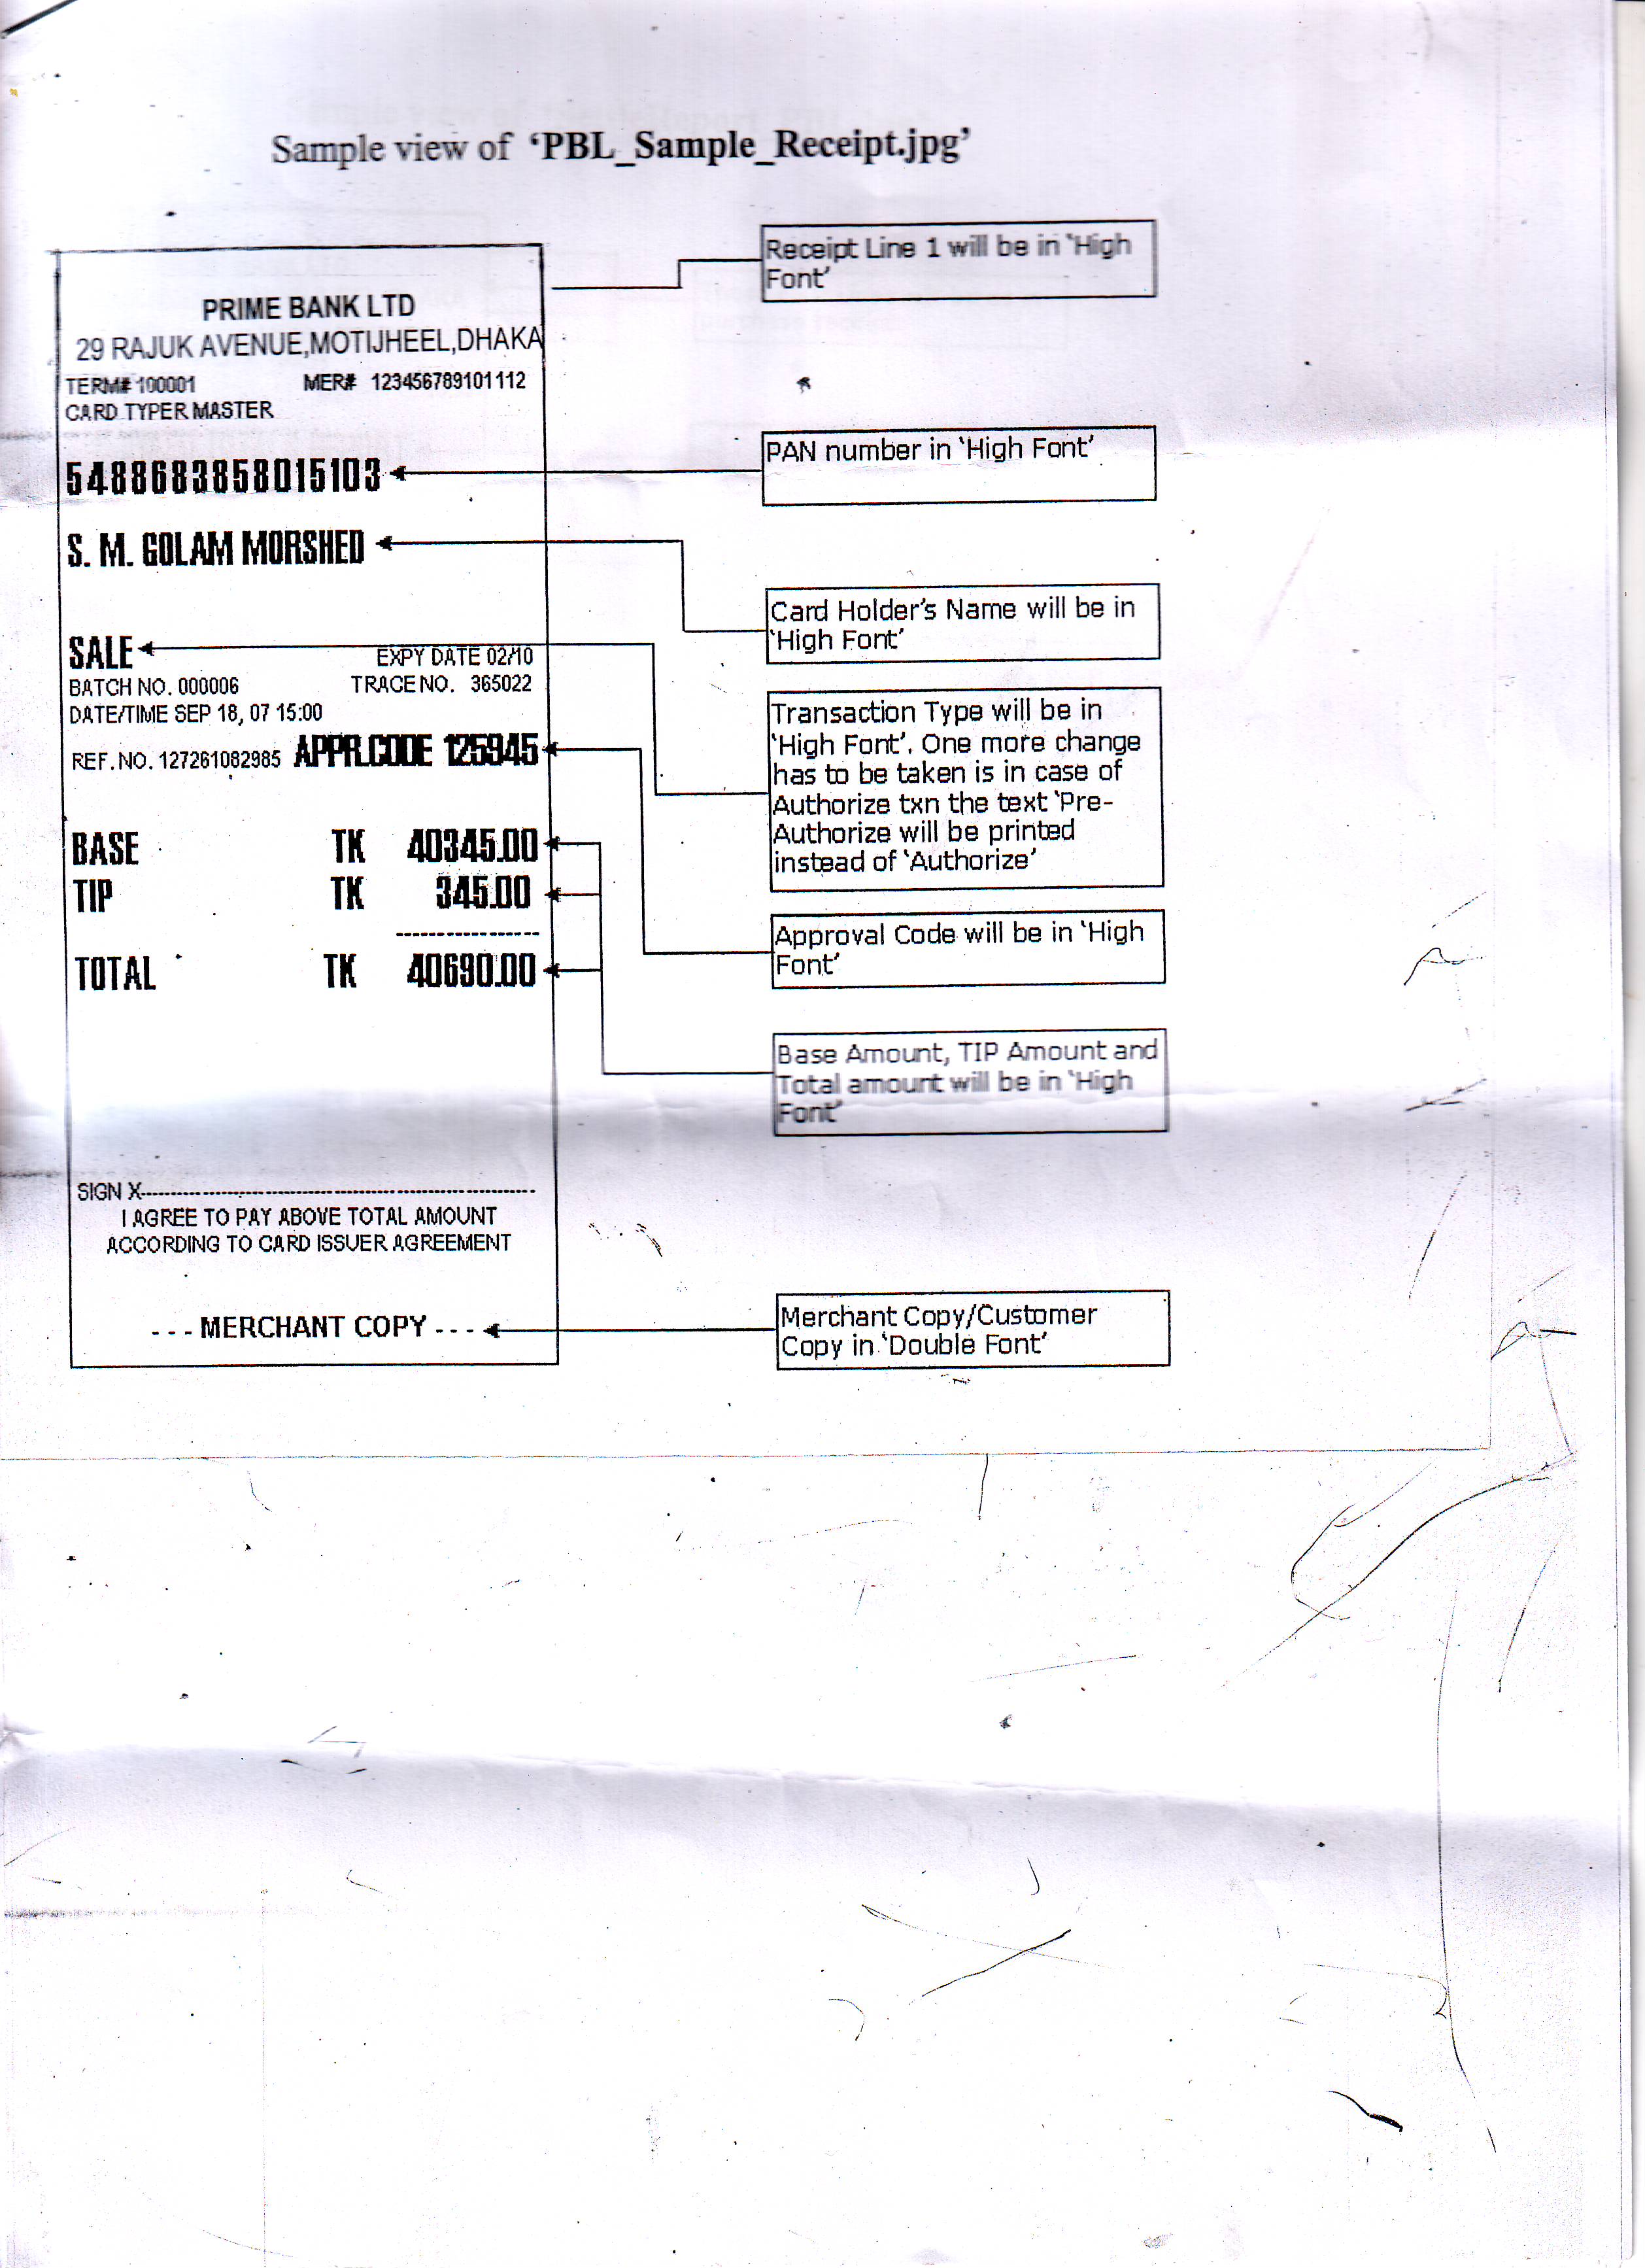 Sample view of ‘PBL_Sample_Receipt.jpg’
PRIME BANK LTD
29 RAJUK AVENUE,MOTIJHEEL,DHAKA
TERM# 100001 MER# 123456789101112
CARD TYPER MASTER
5488683858015103
S. M. GOLAM MORSHED
SALE EXPY DATE 02/10
BATCH NO. 000006 TRACE NO. 365022
DATE/TIME SEP 18, 07 15:00
REF. NO. 127261082985 APPR.CODE 125945
BASE TK 40345.00
TIP TK 345.00
----------------
TOTAL TK 40690.00
SIGN X------------------------------------------------
I AGREE TO PAY ABOVE TOTAL AMOUNT
ACCORDING TO CARD ISSUER AGREEMENT
--- MERCHANT COPY ---
Receipt Line 1 will be in ‘High
Font’
PAN number in ‘High Font’
Card Holder’s Name will be in
‘High Font’
Transaction Type will be in
‘High Font’. One more change
has to be taken is in case of
Authorize txn the text ‘Pre-
Authorize will be printed
instead of ‘Authorize’
Approval Code will be in ‘High
Font’
Base Amount, TIP Amount and
Total amount will be in ‘High
Font’
Merchant Copy/Customer
Copy in ‘Double Font’